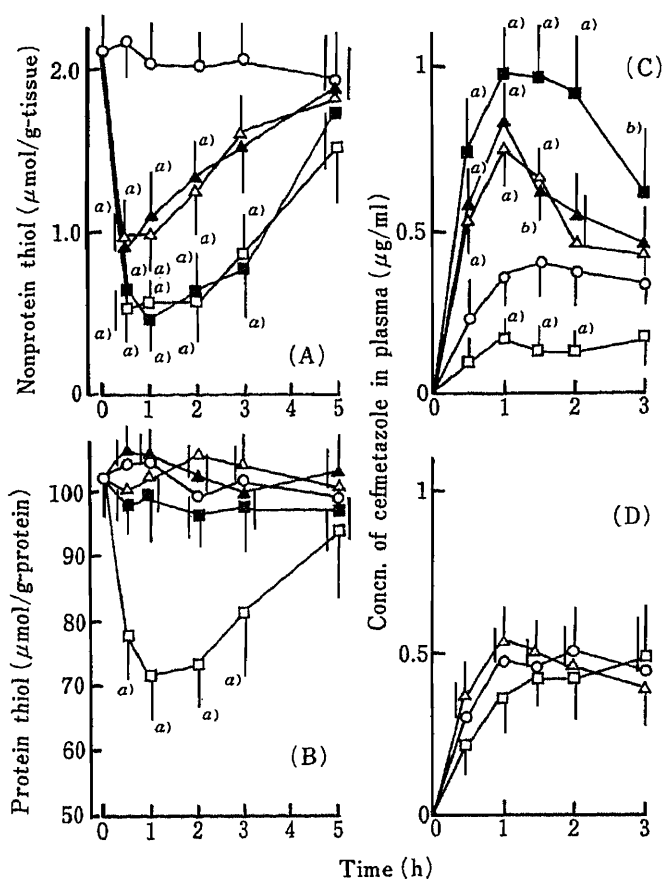 Nonprotein thiol (μmol/g-tissue)
2.0
1.0
0
0 1 2 3 4 5
a) a) a) a) a) a) a) a) a) a) a) a) a) a) a)
(A)
Protein thiol (μmol/g-protein)
100
90
80
70
60
50
0 1 2 3 4 5
a) a) a) a)
(B)
Concn. of cefmetazole in plasma (μg/ml)
1
0.5
0
0 1 2 3
a) a) a) a) b) a) a) a) a) b) a) a) a) a)
(C)
1
0.5
0
0 1 2 3
(D)
Time (h)